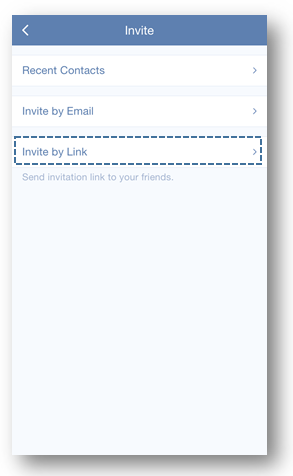 Invite
Recent Contacts
Invite by Email
Invite by Link
Send invitation link to your friends.